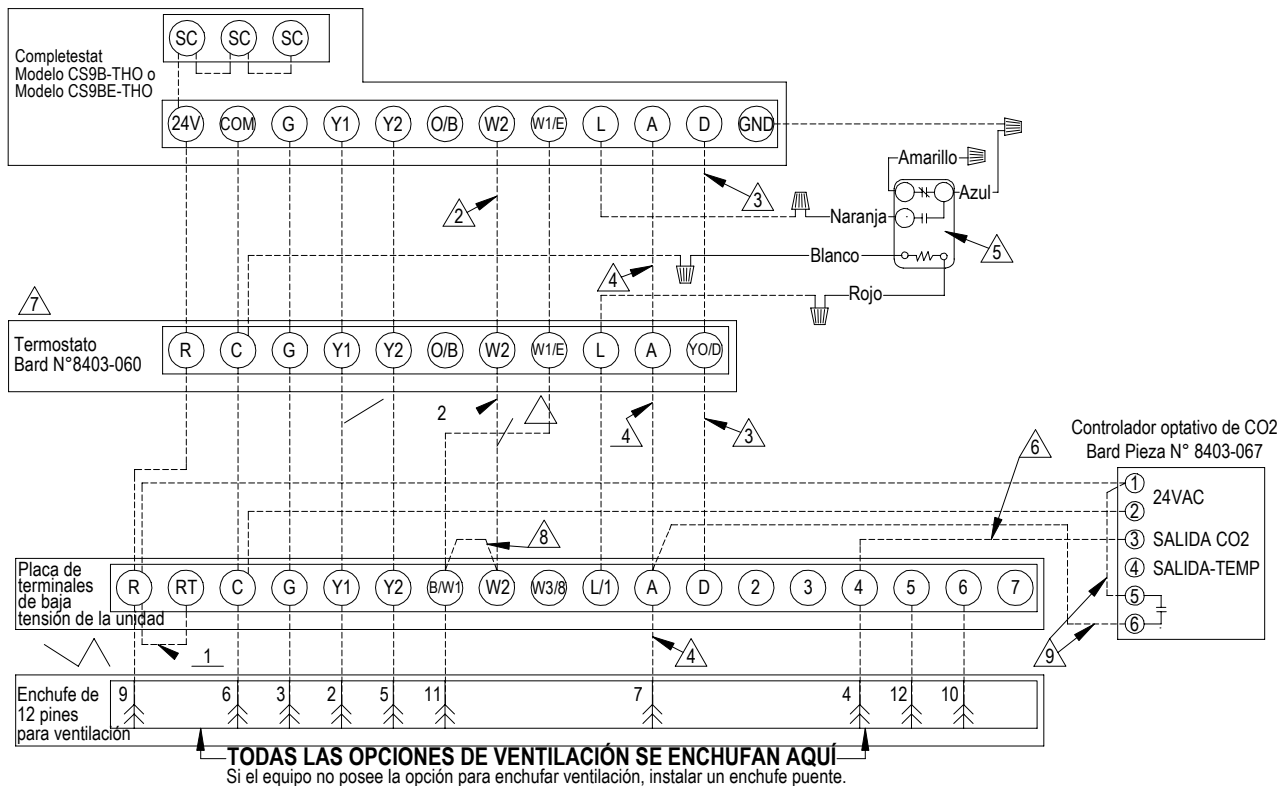 SC SC SC
Completestat
Modelo CS9B-THO o
Modelo CS9BE-THO
24V COM G Y1 Y2 O/B W2 W1/E L A D GND
Amarillo
Azul
3
2
Naranja
5
Blanco
4
Rojo
7
Termostato
Bard N°8403-060
R C G Y1 Y2 O/B W2 W1/E L A YO/D
2
4
3
6
Controlador optativo de CO2
Bard Pieza N° 8403-067
1
24VAC
2
3 SALIDA CO2
4 SALIDA-TEMP
5
6
8
9
Placa de
terminales
de baja
tensión de la unidad
R RT C G Y1 Y2 B/W1 W2 W3/8 L/1 A D 2 3 4 5 6 7
1
4
Enchufe de
12 pines
para ventilación
9 6 3 2 5 11 7 4 12 10
TODAS LAS OPCIONES DE VENTILACIÓN SE ENCHUFAN AQUÍ
Si el equipo no posee la opción para enchufar ventilación, instalar un enchufe puente.